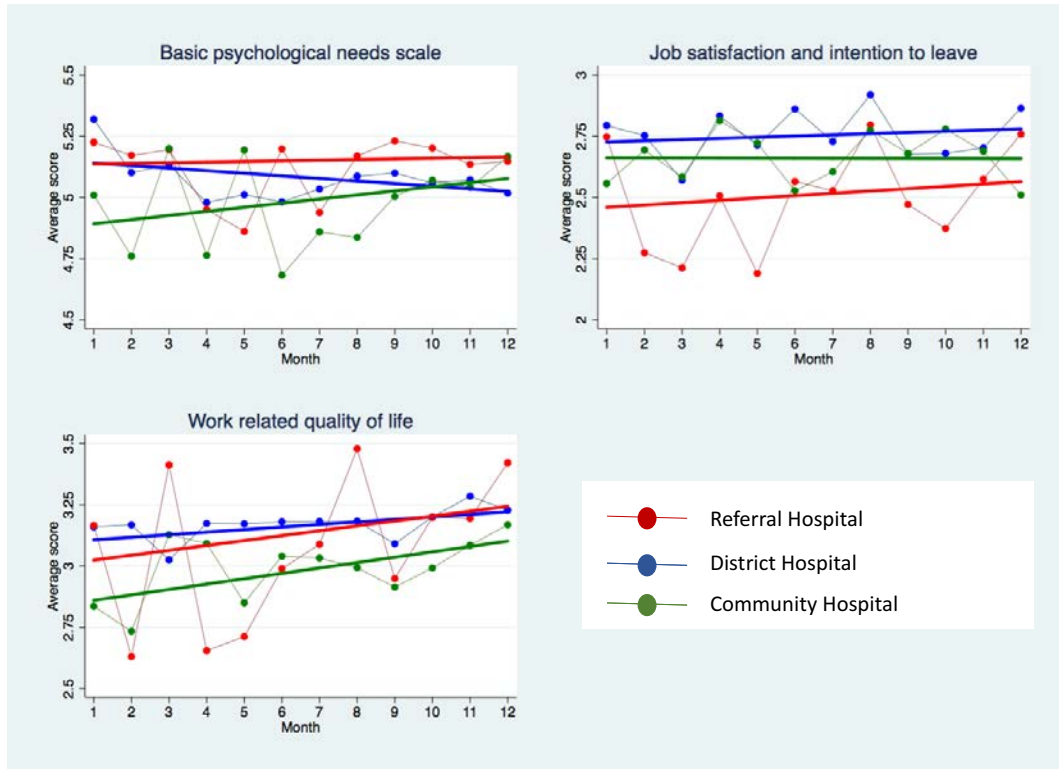 Basic psychological needs scale
Average score
5.5
5.25
5
4.75
4.5
1 2 3 4 5 6 7 8 9 10 11 12
Month
Job satisfaction and intention to leave
Average score
3
2.75
2.5
2.25
2
1 2 3 4 5 6 7 8 9 10 11 12
Month
Work related quality of life
Average score
3.5
3.25
3
2.75
2.5
1 2 3 4 5 6 7 8 9 10 11 12
Month
Referral Hospital
District Hospital
Community Hospital